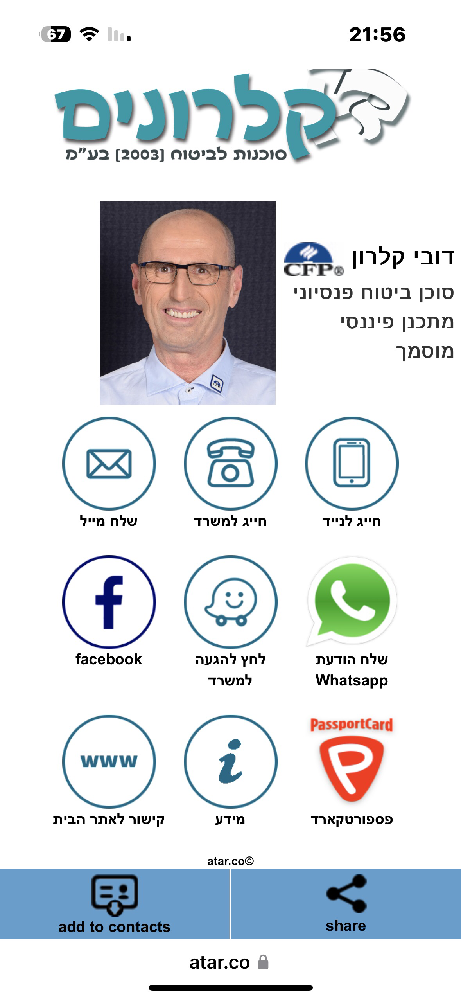 67
21:56
קלרונים
סוכנות לביטוח (2003) בע"מ
דובי קלרון
CFP®
סוכן ביטוח פנסיוני
מתכנן פיננסי
מוסמך
CFP
חייג לנייד
חייג למשרד
שלח מייל
שלח הודעת
Whatsapp
לחץ להגעה
למשרד
facebook
PassportCard
P
פספורטקארד
i
מידע
www
קישור לאתר הבית
atar.co©
share
add to contacts
atar.co